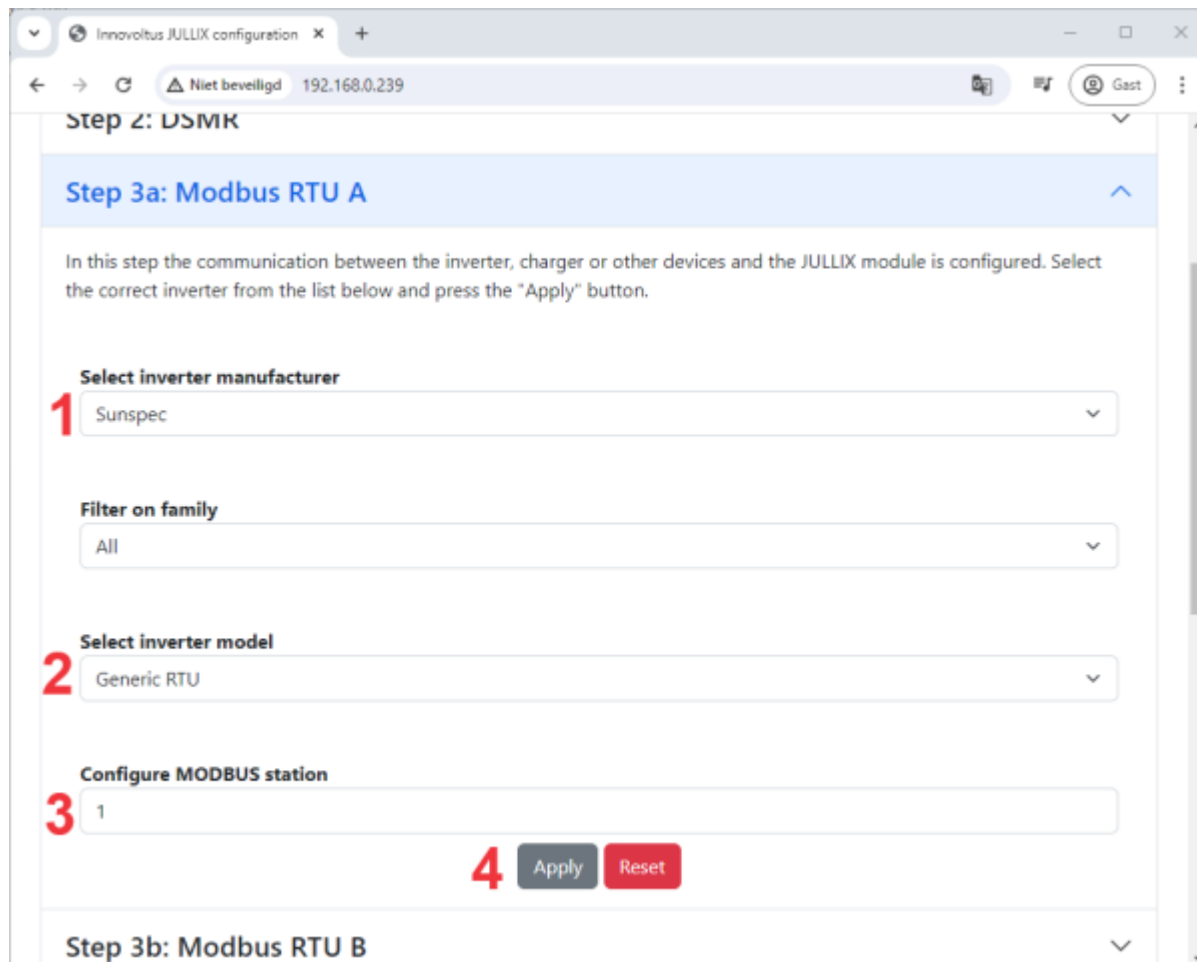 Innovoltus JULLIX configuration
Niet beveiligd 192.168.0.239
Gast
Step 2: DSMR
Step 3a: Modbus RTU A
In this step the communication between the inverter, charger or other devices and the JULLIX module is configured. Select
the correct inverter from the list below and press the "Apply" button.
Select inverter manufacturer
1 Sunspec
Filter on family
All
Select inverter model
2 Generic RTU
Configure MODBUS station
3 1
4 Apply Reset
Step 3b: Modbus RTU B